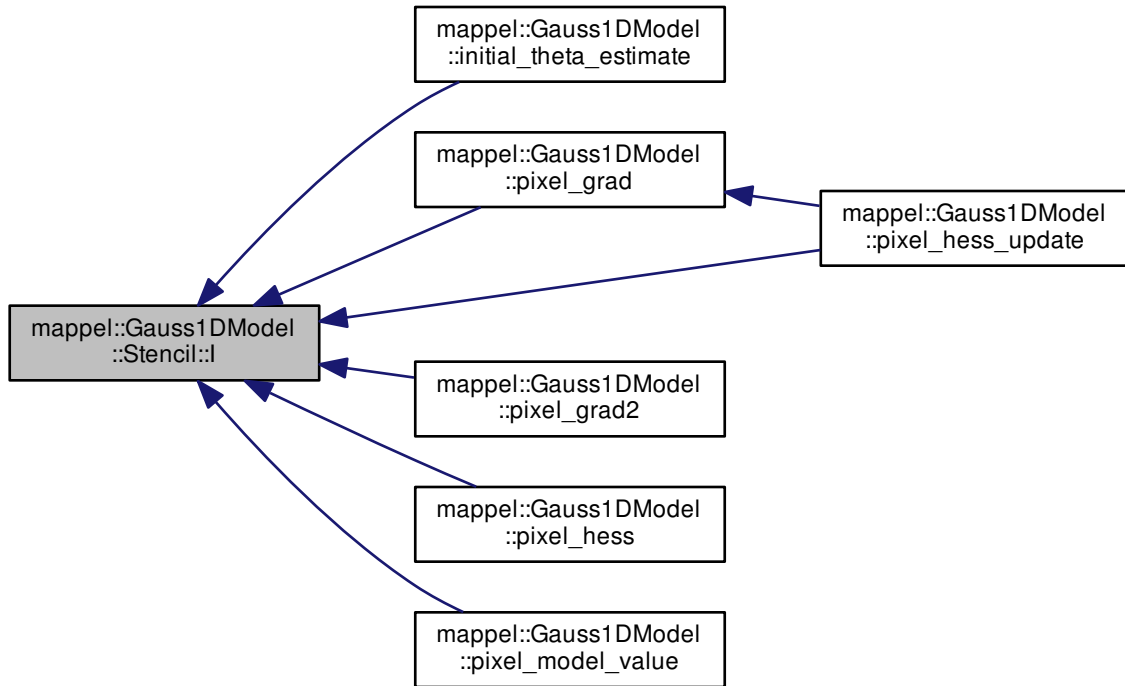 mappel::Gauss1DModel
::initial_theta_estimate
mappel::Gauss1DModel
::pixel_grad
mappel::Gauss1DModel
::pixel_hess_update
mappel::Gauss1DModel
::Stencil::I
mappel::Gauss1DModel
::pixel_grad2
mappel::Gauss1DModel
::pixel_hess
mappel::Gauss1DModel
::pixel_model_value